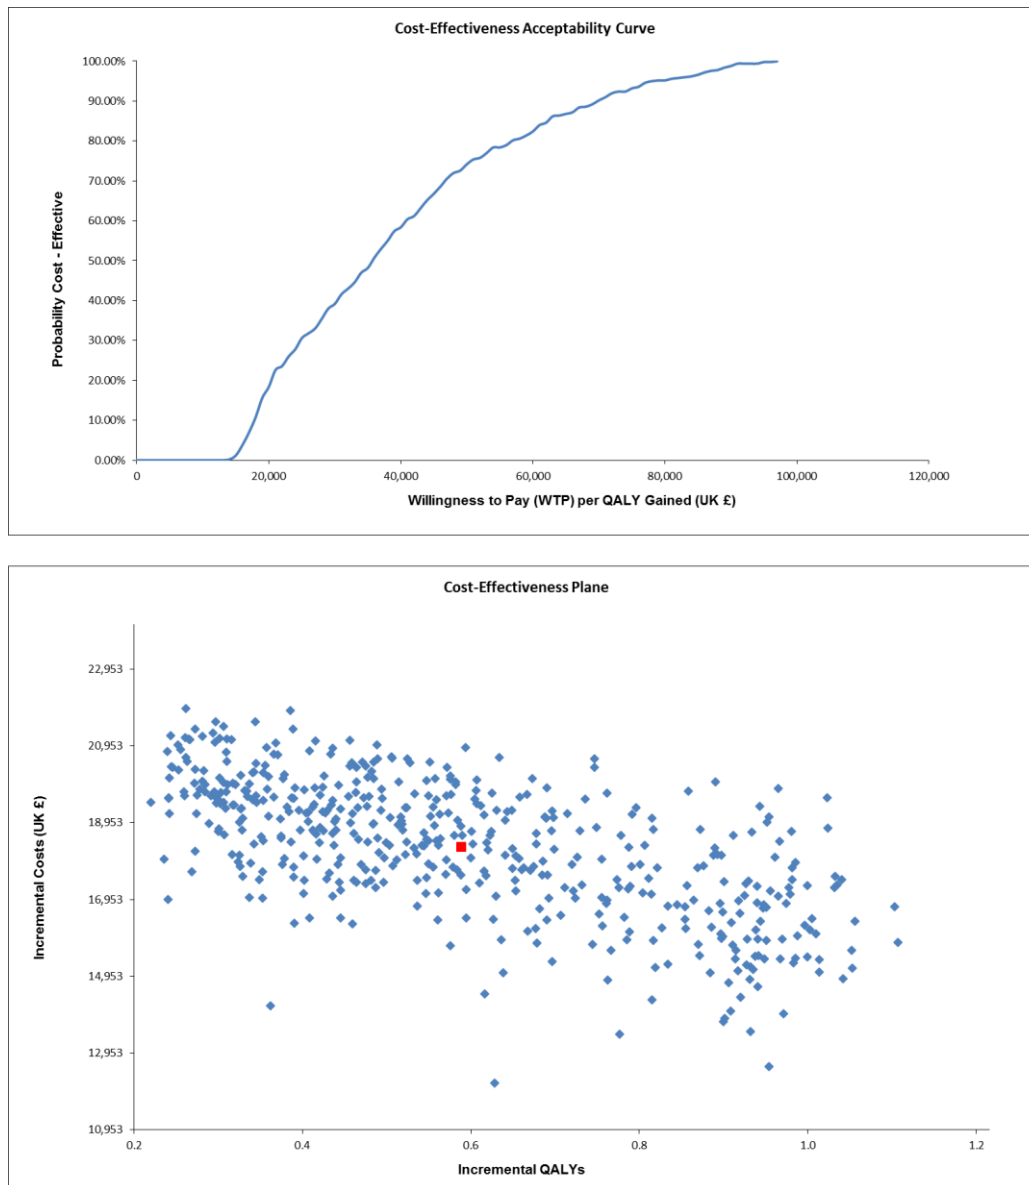 Cost-Effectiveness Acceptability Curve
100.00%
90.00%
80.00%
70.00%
60.00%
50.00%
40.00%
30.00%
20.00%
10.00%
0.00%
Probability Cost - Effective
0 20,000 40,000 60,000 80,000 100,000 120,000
Willingness to Pay (WTP) per QALY Gained (UK £)
Cost-Effectiveness Plane
22,953
20,953
18,953
16,953
14,953
12,953
10,953
Incremental Costs (UK £)
0.2 0.4 0.6 0.8 1.0 1.2
Incremental QALYs